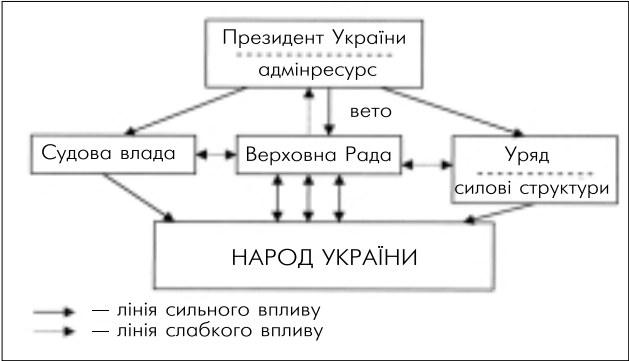 Президент України
адмінресурс
вето
Судова влада
Верховна Рада
Уряд
силові структури
НАРОД УКРАЇНИ
— лінія сильного впливу
— лінія слабкого впливу